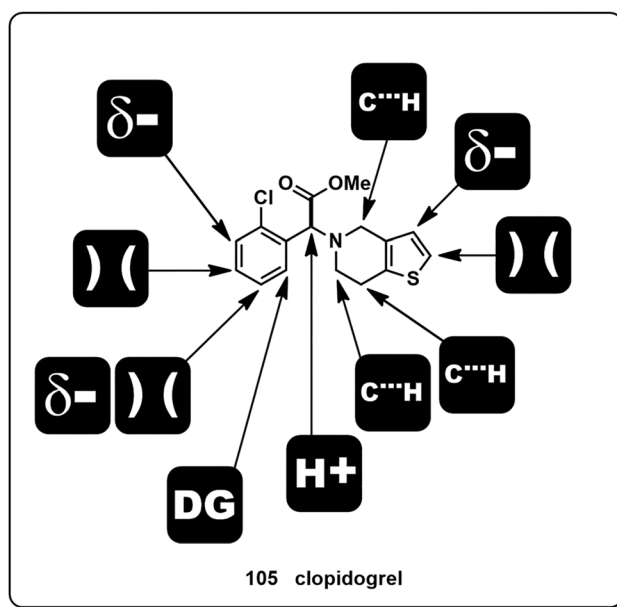 C···H
δ-
δ-
O
OMe
Cl
N
) (
) (
S
δ- ) (
C···H
C···H
H+
DG
105 clopidogrel